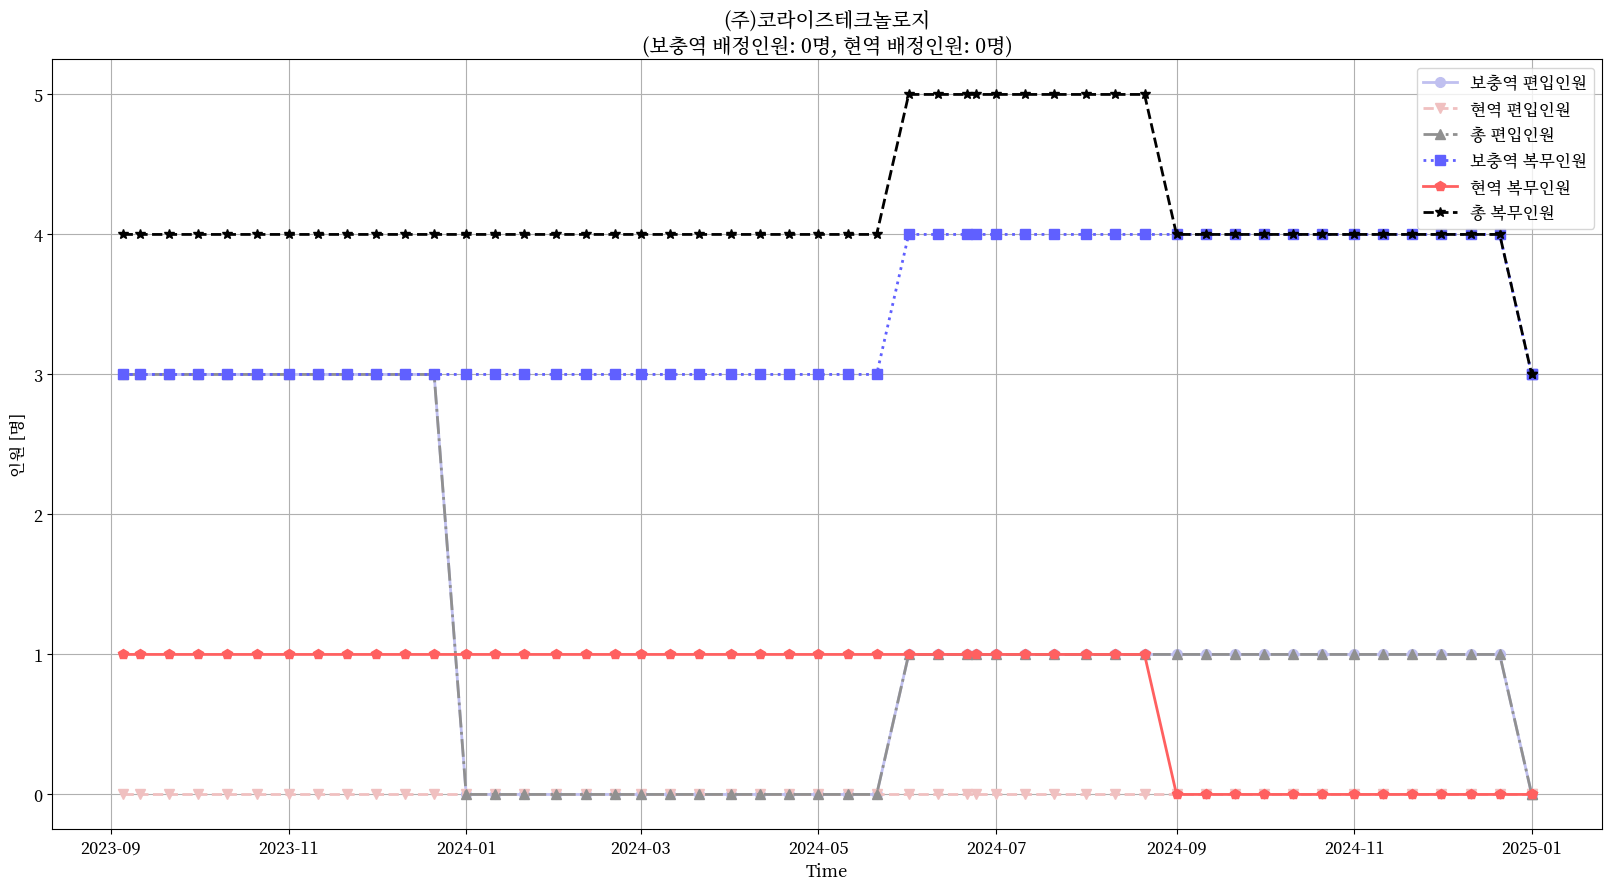 (주)코라이즈테크놀로지
(보충역 배정인원: 0명, 현역 배정인원: 0명)
보충역 편입인원
현역 편입인원
총 편입인원
보충역 복무인원
현역 복무인원
총 복무인원
인원 [명]
5
4
3
2
1
0
2023-09 2023-11 2024-01 2024-03 2024-05 2024-07 2024-09 2024-11 2025-01
Time